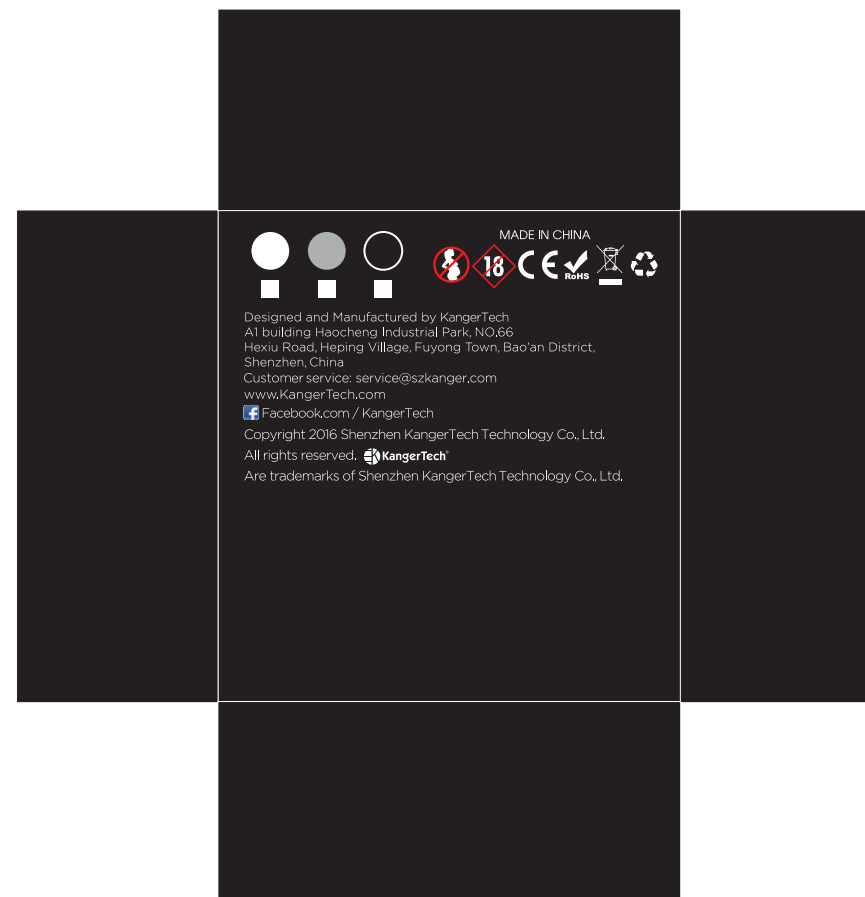 MADE IN CHINA
18
CE
RoHS
Designed and Manufactured by KangerTech
A1 building Haocheng Industrial Park, NO.66
Hexiu Road, Heping Village, Fuyong Town, Bao'an District,
Shenzhen, China
Customer service: service@szkanger.com
www.KangerTech.com
f Facebook.com / KangerTech
Copyright 2016 Shenzhen KangerTech Technology Co., Ltd.
All rights reserved. KangerTech®
Are trademarks of Shenzhen KangerTech Technology Co., Ltd.